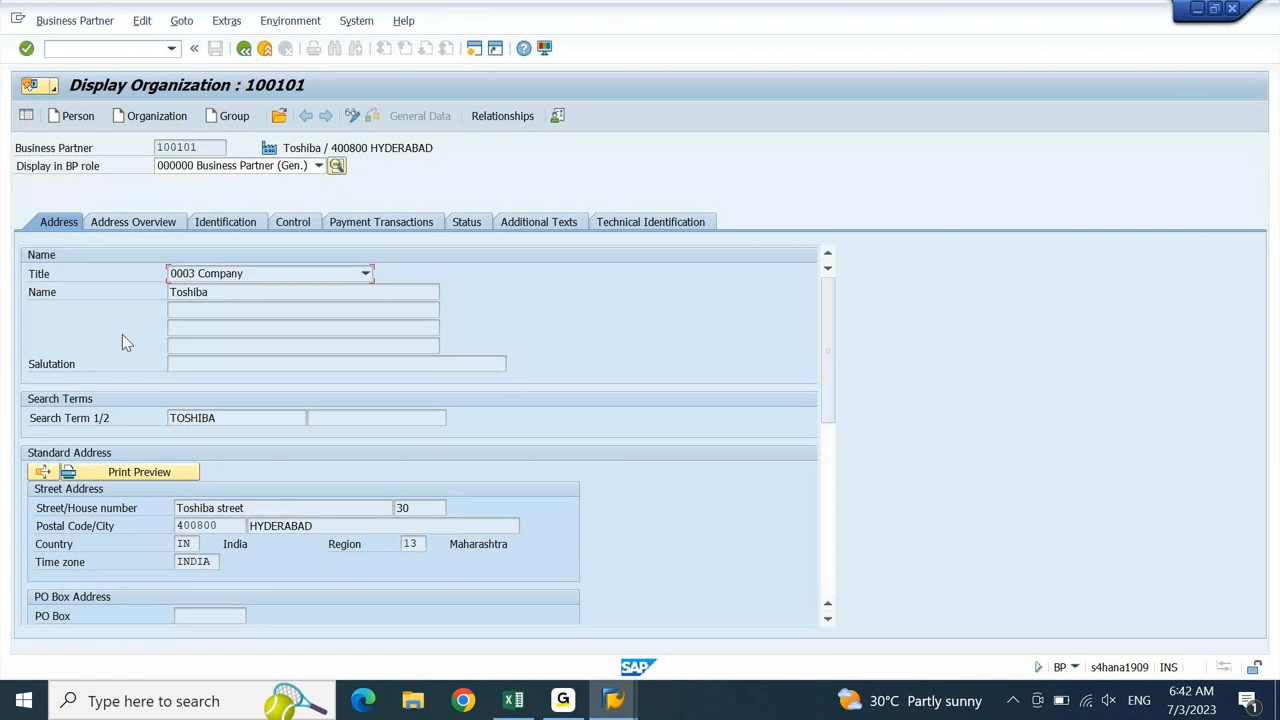 Business Partner Edit Goto Extras Environment System Help
Display Organization : 100101
Person Organization Group General Data Relationships
Business Partner 100101 Toshiba / 400800 HYDERABAD
Display in BP role 000000 Business Partner (Gen.)
Address Address Overview Identification Control Payment Transactions Status Additional Texts Technical Identification
Name
Title 0003 Company
Name Toshiba
Salutation
Search Terms
Search Term 1/2 TOSHIBA
Standard Address
Print Preview
Street Address
Street/House number Toshiba street 30
Postal Code/City 400800 HYDERABAD
Country IN India Region 13 Maharashtra
Time zone INDIA
PO Box Address
PO Box
SAP BP s4hana1909 INS
Type here to search 30°C Partly sunny ENG 6:42 AM
7/3/2023 1